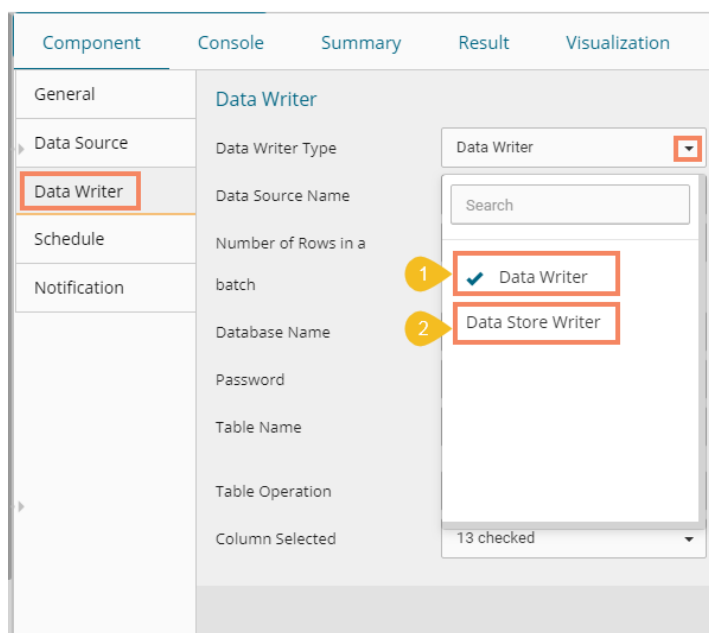 Component Console Summary Result Visualization
General
Data Source
Data Writer
Schedule
Notification
Data Writer
Data Writer Type Data Writer
Data Source Name
Number of Rows in a
batch
Database Name
Password
Table Name
Table Operation
Column Selected 13 checked
Search
1 Data Writer
2 Data Store Writer